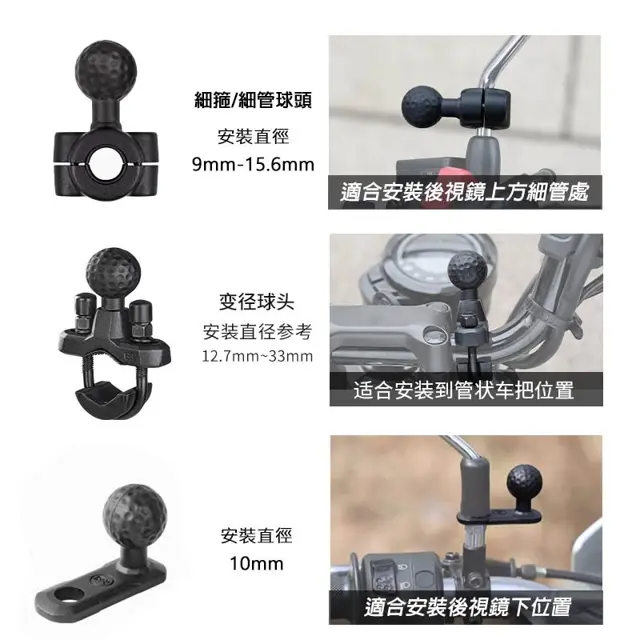 細箍/細管球頭
安裝直徑
9mm-15.6mm
適合安裝後視鏡上方細管處
变径球头
安装直径参考
12.7mm~33mm
适合安装到管状车把位置
安裝直徑
10mm
適合安裝後視鏡下位置